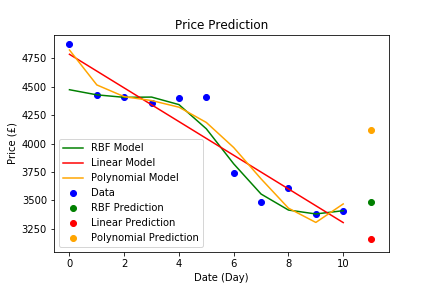 Price Prediction
Price (£)
4750
4500
4250
4000
3750
3500
3250
RBF Model
Linear Model
Polynomial Model
Data
RBF Prediction
Linear Prediction
Polynomial Prediction
0 2 4 6 8 10
Date (Day)